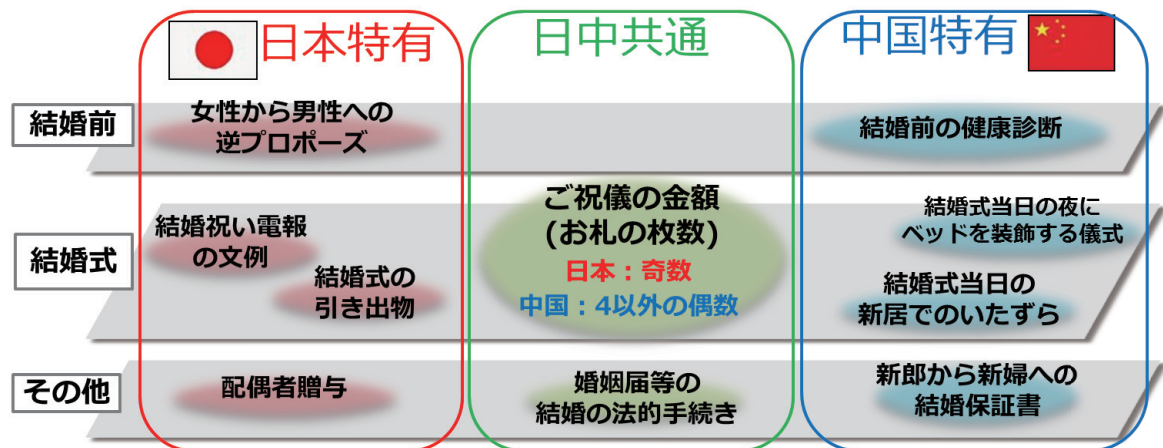 日本特有
日中共通
中国特有
結婚前
女性から男性への
逆プロポーズ
結婚前の健康診断
結婚式
結婚祝い電報
の文例
結婚式の
引き出物
ご祝儀の金額
(お札の枚数)
日本：奇数
中国：4以外の偶数
結婚式当日の夜に
ベッドを装飾する儀式
結婚式当日の
新居でのいたずら
その他
配偶者贈与
婚姻届等の
結婚の法的手続き
新郎から新婦への
結婚保証書